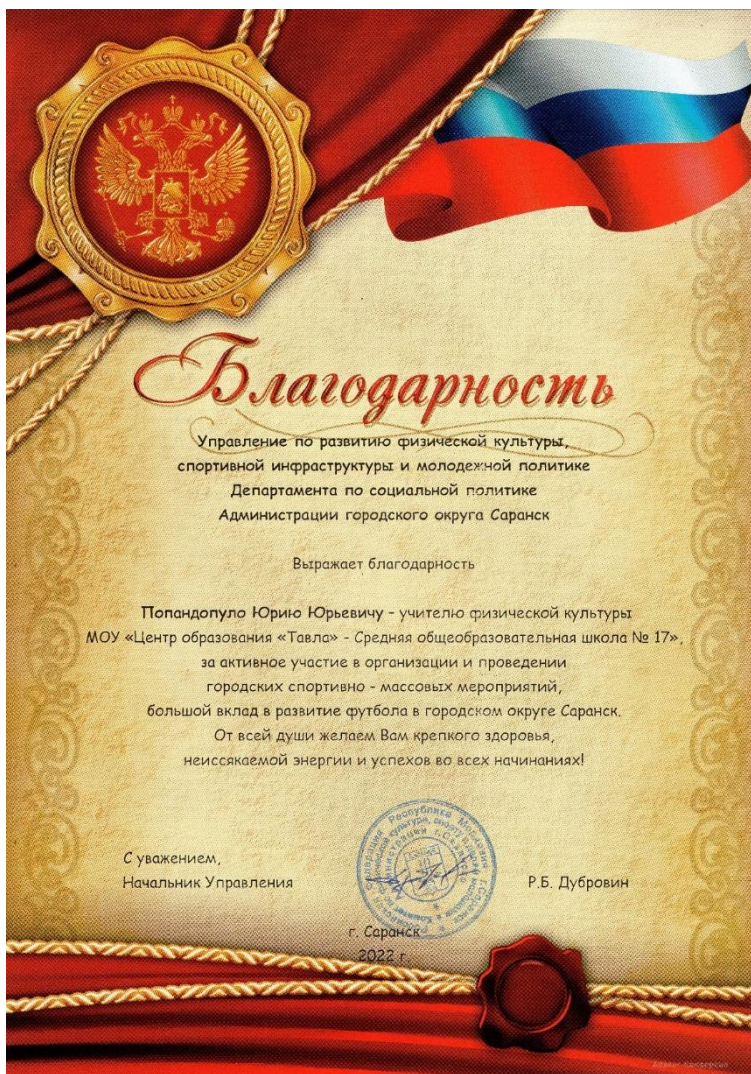 Благодарность
Управление по развитию физической культуры,
спортивной инфраструктуры и молодежной политике
Департамента по социальной политике
Администрации городского округа Саранск
Выражает благодарность
Попандопуло Юрию Юрьевичу - учителю физической культуры
МОУ «Центр образования «Тавла» - Средняя общеобразовательная школа № 17»,
за активное участие в организации и проведении
городских спортивно - массовых мероприятий,
большой вклад в развитие футбола в городском округе Саранск.
От всей души желаем Вам крепкого здоровья,
неиссякаемой энергии и успехов во всех начинаниях!
С уважением,
Начальник Управления
Р.Б. Дубровин
Республика Мордовия
г. Саранск
2022 г.